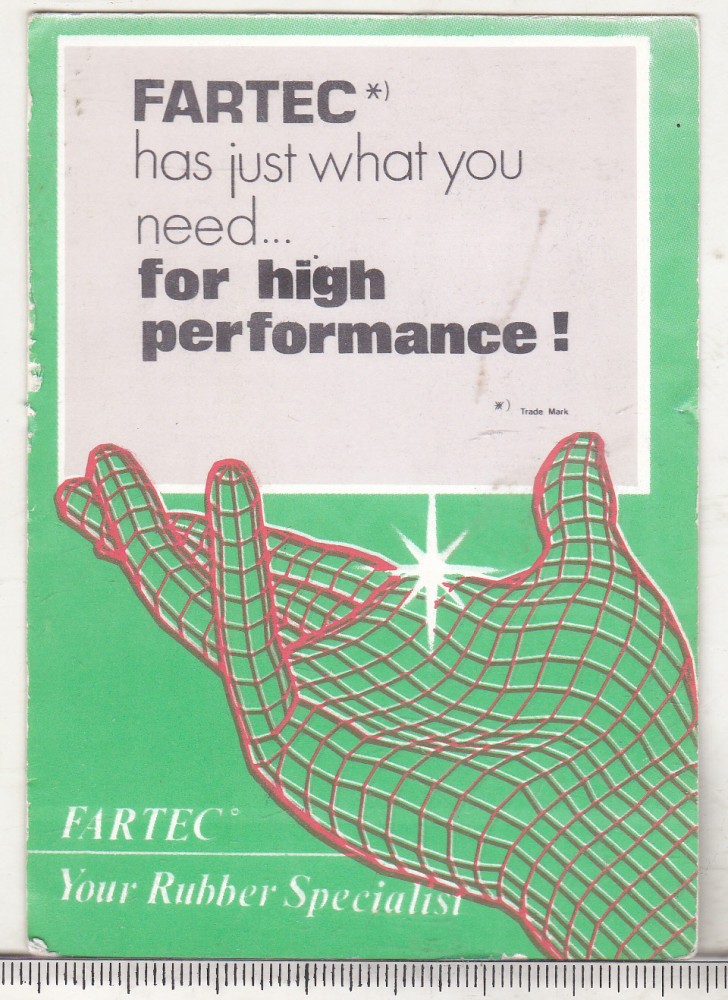 FARTEC *)
has just what you
need...
for high
performance !
*) Trade Mark
FARTEC°
Your Rubber Specialist